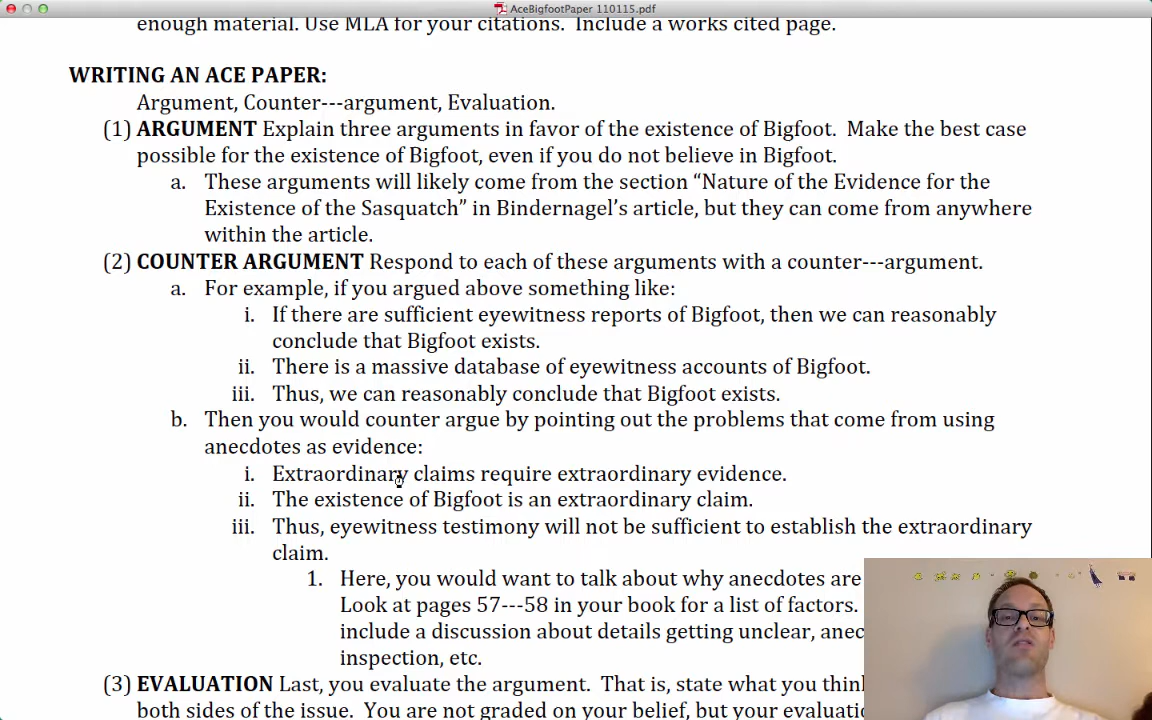 AceBigfootPaper 110115.pdf
enough material. Use MLA for your citations.  Include a works cited page.
WRITING AN ACE PAPER:
Argument, Counter---argument, Evaluation.
(1) ARGUMENT Explain three arguments in favor of the existence of Bigfoot.  Make the best case
possible for the existence of Bigfoot, even if you do not believe in Bigfoot.
a. These arguments will likely come from the section “Nature of the Evidence for the
Existence of the Sasquatch” in Bindernagel’s article, but they can come from anywhere
within the article.
(2) COUNTER ARGUMENT Respond to each of these arguments with a counter---argument.
a. For example, if you argued above something like:
i. If there are sufficient eyewitness reports of Bigfoot, then we can reasonably
conclude that Bigfoot exists.
ii. There is a massive database of eyewitness accounts of Bigfoot.
iii. Thus, we can reasonably conclude that Bigfoot exists.
b. Then you would counter argue by pointing out the problems that come from using
anecdotes as evidence:
i. Extraordinary claims require extraordinary evidence.
ii. The existence of Bigfoot is an extraordinary claim.
iii. Thus, eyewitness testimony will not be sufficient to establish the extraordinary
claim.
1. Here, you would want to talk about why anecdotes are
Look at pages 57---58 in your book for a list of factors.
include a discussion about details getting unclear, anec
inspection, etc.
(3) EVALUATION Last, you evaluate the argument.  That is, state what you thin
both sides of the issue.  You are not graded on your belief, but your evaluati